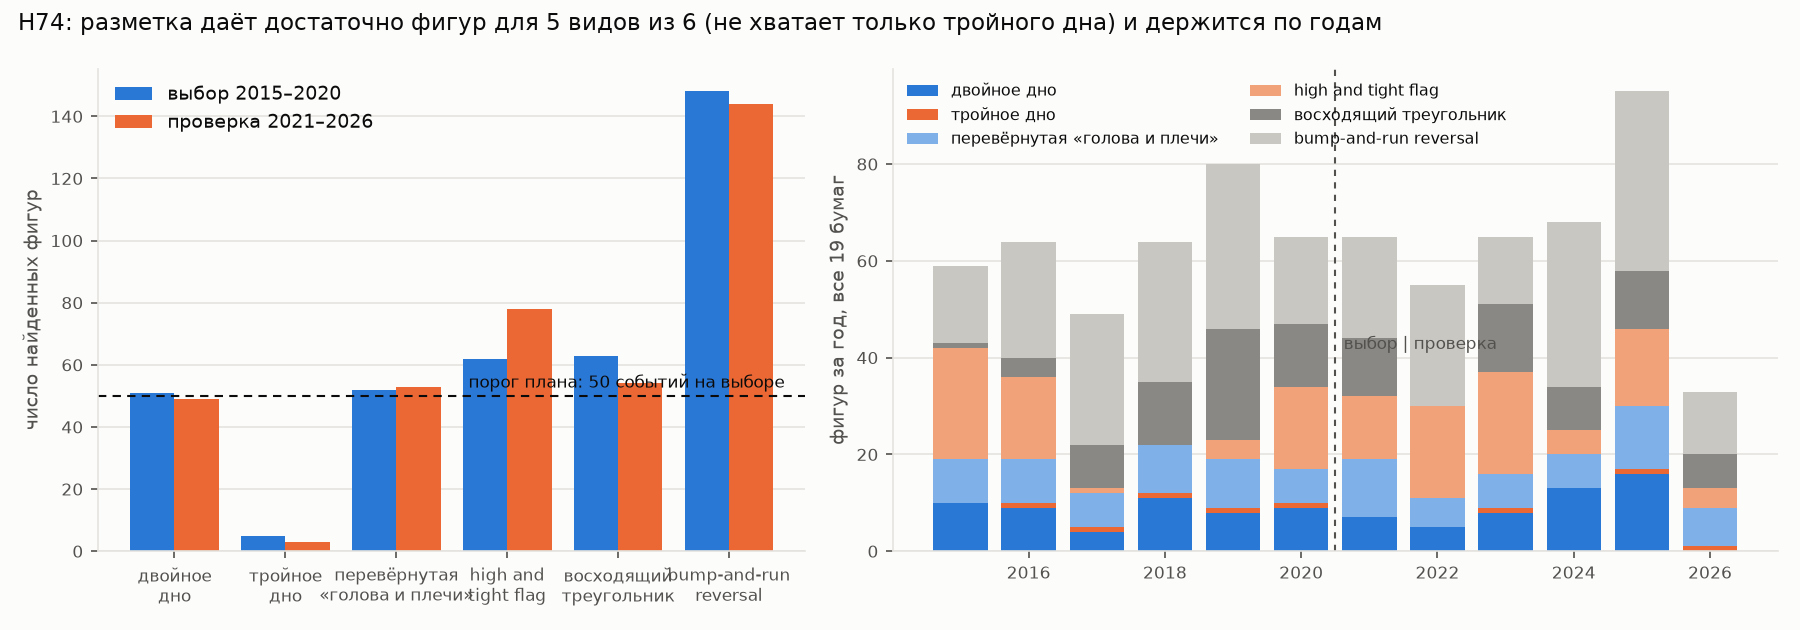 H74: разметка даёт достаточно фигур для 5 видов из 6 (не хватает только тройного дна) и держится по годам
выбор 2015–2020
проверка 2021–2026
число найденных фигур
140
120
100
80
60
40
20
0
порог плана: 50 событий на выборе
двойное
дно
тройное
дно
перевёрнутая
«голова и плечи»
high and
tight flag
восходящий
треугольник
bump-and-run
reversal
двойное дно
тройное дно
перевёрнутая «голова и плечи»
high and tight flag
восходящий треугольник
bump-and-run reversal
фигур за год, все 19 бумаг
80
60
40
20
0
выбор | проверка
2016
2018
2020
2022
2024
2026